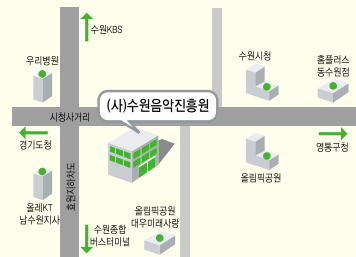 수원KBS
우리병원
수원시청
홈플러스
동수원점
(사)수원음악진흥원
시청사거리
경기도청
영통구청
올림픽공원
효원지하차도
올레KT
남수원지사
올림픽공원
대우미래사랑
수원종합
버스터미널